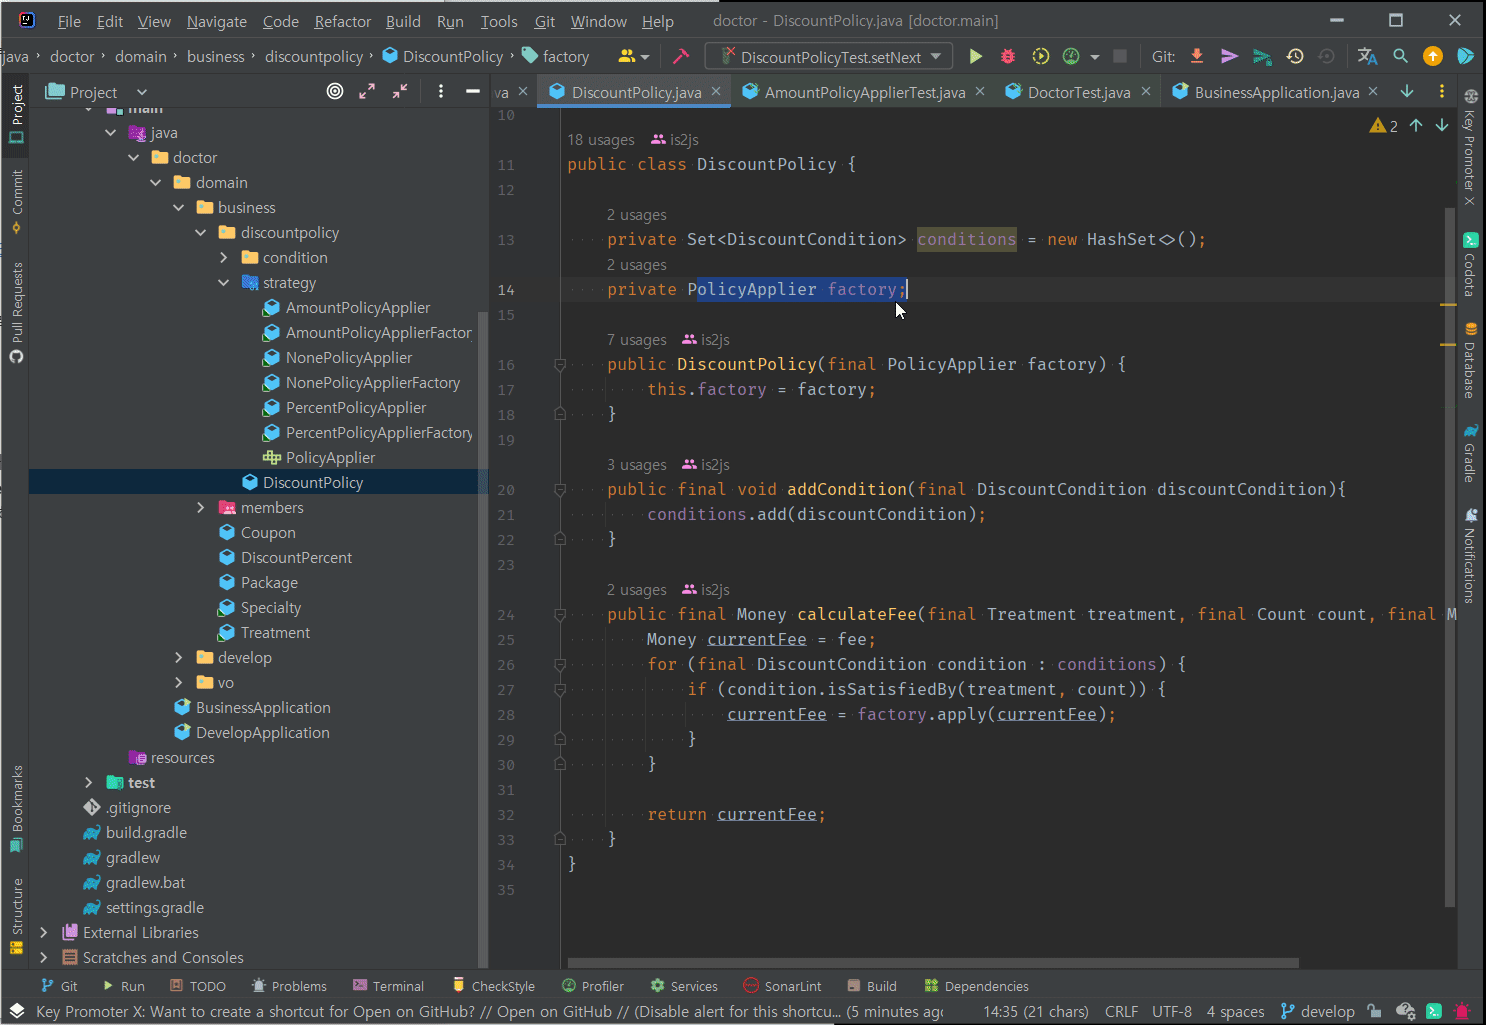 File Edit View Navigate Code Refactor Build Run Tools Git Window Help doctor - DiscountPolicy.java [doctor.main]
java doctor domain business discountpolicy DiscountPolicy factory DiscountPolicyTest.setNext Git:
Project
va DiscountPolicy.java AmountPolicyApplierTest.java DoctorTest.java BusinessApplication.java
main
java
doctor
domain
business
discountpolicy
condition
strategy
AmountPolicyApplier
AmountPolicyApplierFactor
NonePolicyApplier
NonePolicyApplierFactory
PercentPolicyApplier
PercentPolicyApplierFactory
PolicyApplier
DiscountPolicy
members
Coupon
DiscountPercent
Package
Specialty
Treatment
develop
vo
BusinessApplication
DevelopApplication
resources
test
.gitignore
build.gradle
gradlew
gradlew.bat
settings.gradle
External Libraries
Scratches and Consoles
Project
Commit
Pull Requests
Bookmarks
Structure
10
2
18 usages is2js
11 public class DiscountPolicy {
12
2 usages
13 private Set<DiscountCondition> conditions = new HashSet<>();
2 usages
14 private PolicyApplier factory;
15
7 usages is2js
16 public DiscountPolicy(final PolicyApplier factory) {
17 this.factory = factory;
18 }
19
3 usages is2js
20 public final void addCondition(final DiscountCondition discountCondition){
21 conditions.add(discountCondition);
22 }
23
2 usages is2js
24 public final Money calculateFee(final Treatment treatment, final Count count, final M
25 Money currentFee = fee;
26 for (final DiscountCondition condition : conditions) {
27 if (condition.isSatisfiedBy(treatment, count)) {
28 currentFee = factory.apply(currentFee);
29 }
30 }
31
32 return currentFee;
33 }
34 }
35
Key Promoter X
Codota
Database
Gradle
Notifications
Git Run TODO Problems Terminal CheckStyle Profiler Services SonarLint Build Dependencies
Key Promoter X: Want to create a shortcut for Open on GitHub? // Open on GitHub // (Disable alert for this shortcu... (5 minutes ag 14:35 (21 chars) CRLF UTF-8 4 spaces develop